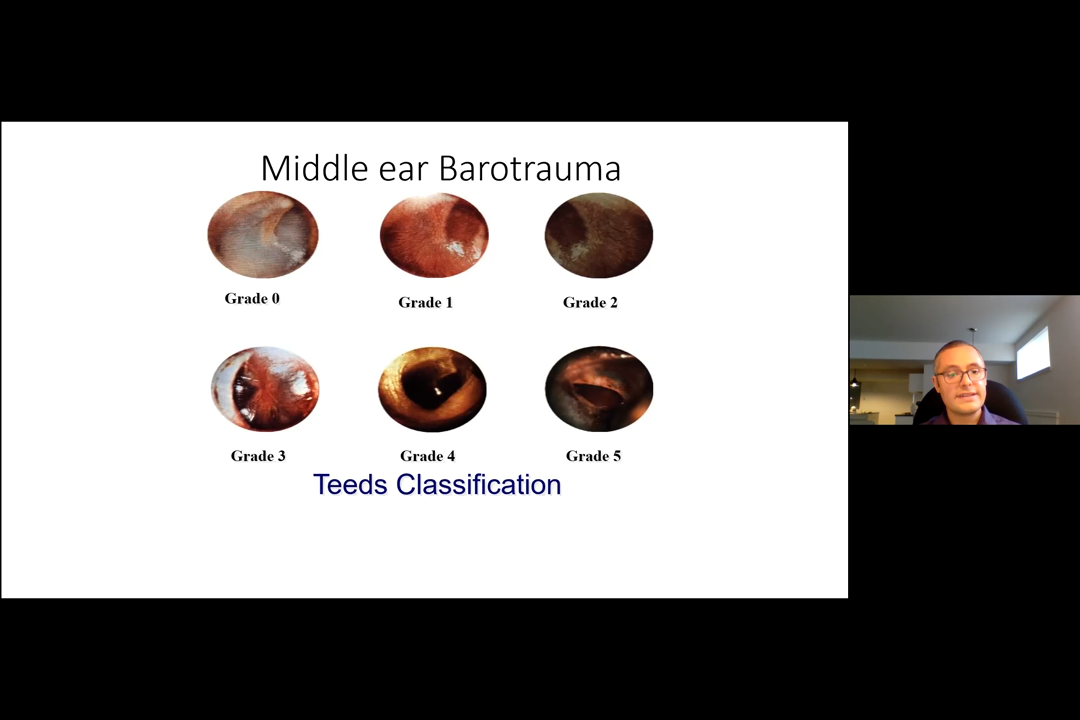 Middle ear Barotrauma
Grade 0
Grade 1
Grade 2
Grade 3
Grade 4
Grade 5
Teeds Classification